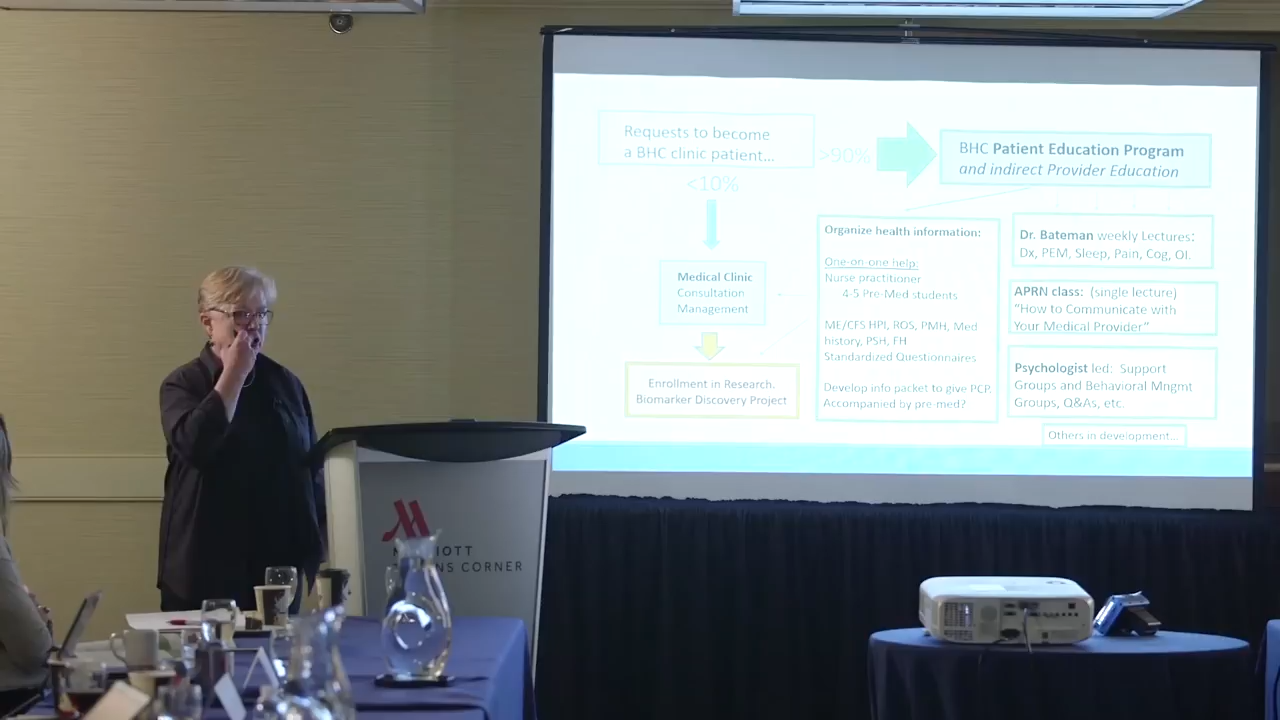 Requests to become
a BHC clinic patient...
>90%
BHC Patient Education Program
and indirect Provider Education
<10%
Medical Clinic
Consultation
Management
Enrollment in Research.
Biomarker Discovery Project
Organize health information:
One-on-one help:
Nurse practitioner
4-5 Pre-Med students
ME/CFS HPI, ROS, PMH, Med
history, PSH, FH
Standardized Questionnaires
Develop info packet to give PCP.
Accompanied by pre-med?
Dr. Bateman weekly Lectures:
Dx, PEM, Sleep, Pain, Cog, OI.
APRN class: (single lecture)
"How to Communicate with
Your Medical Provider"
Psychologist led: Support
Groups and Behavioral Mngmt
Groups, Q&As, etc.
Others in development...
CORNER